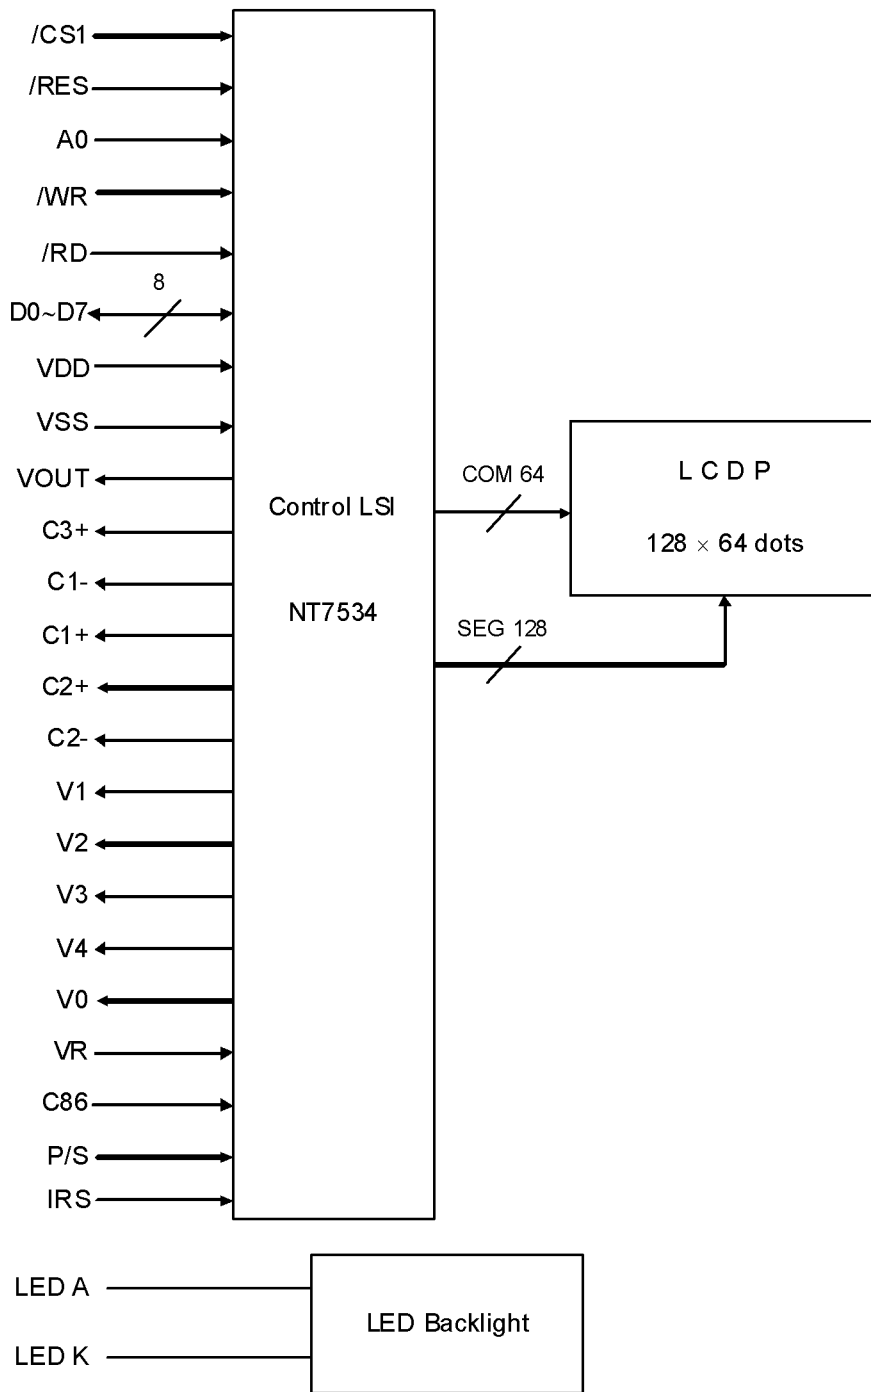 /CS1
/RES
A0
/WR
/RD
8
D0~D7
VDD
VSS
VOUT
C3+
C1-
C1+
C2+
C2-
V1
V2
V3
V4
V0
VR
C86
P/S
IRS
Control LSI
NT7534
COM 64
SEG 128
L C D P
128 × 64 dots
LED A
LED K
LED Backlight